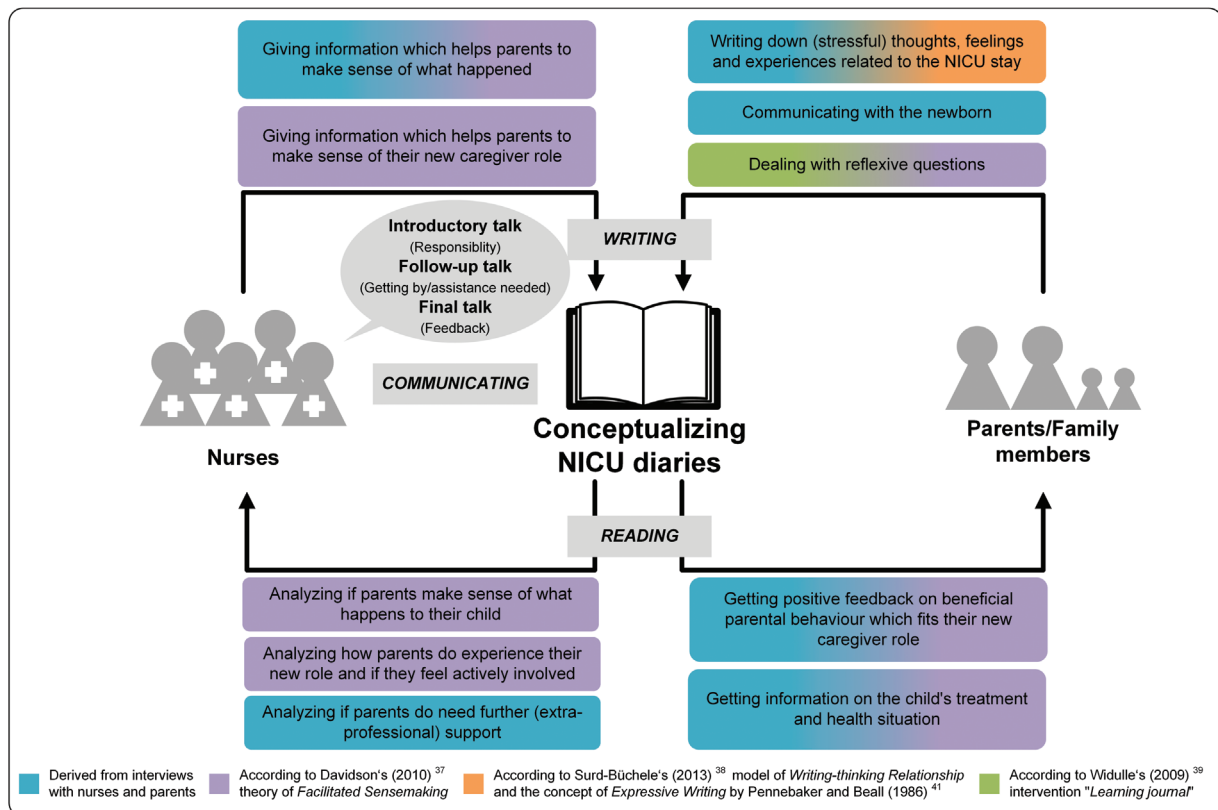 Giving information which helps parents to
make sense of what happened
Giving information which helps parents to
make sense of their new caregiver role
Writing down (stressful) thoughts, feelings
and experiences related to the NICU stay
Communicating with the newborn
Dealing with reflexive questions
Introductory talk
(Responsiblity)
Follow-up talk
(Getting by/assistance needed)
Final talk
(Feedback)
WRITING
COMMUNICATING
Nurses
Conceptualizing
NICU diaries
Parents/Family
members
READING
Analyzing if parents make sense of what
happens to their child
Analyzing how parents do experience their
new role and if they feel actively involved
Analyzing if parents do need further (extra-
professional) support
Getting positive feedback on beneficial
parental behaviour which fits their new
caregiver role
Getting information on the child's treatment
and health situation
Derived from interviews
with nurses and parents
According to Davidson‘s (2010) 37
theory of Facilitated Sensemaking
According to Surd-Büchele‘s (2013) 38 model of Writing-thinking Relationship
and the concept of Expressive Writing by Pennebaker and Beall (1986) 41
According to Widulle‘s (2009) 39
intervention "Learning journal"